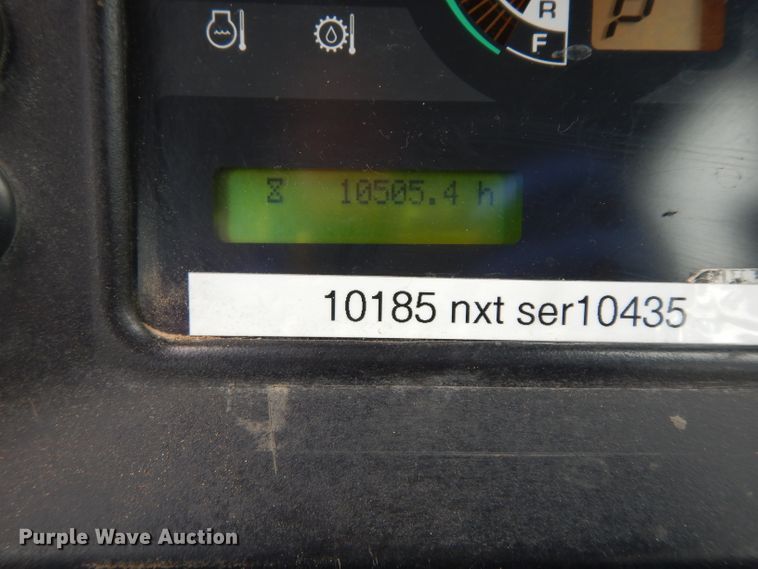 R
F
P
10505.4 h
10185 nxt ser10435
Purple Wave Auction